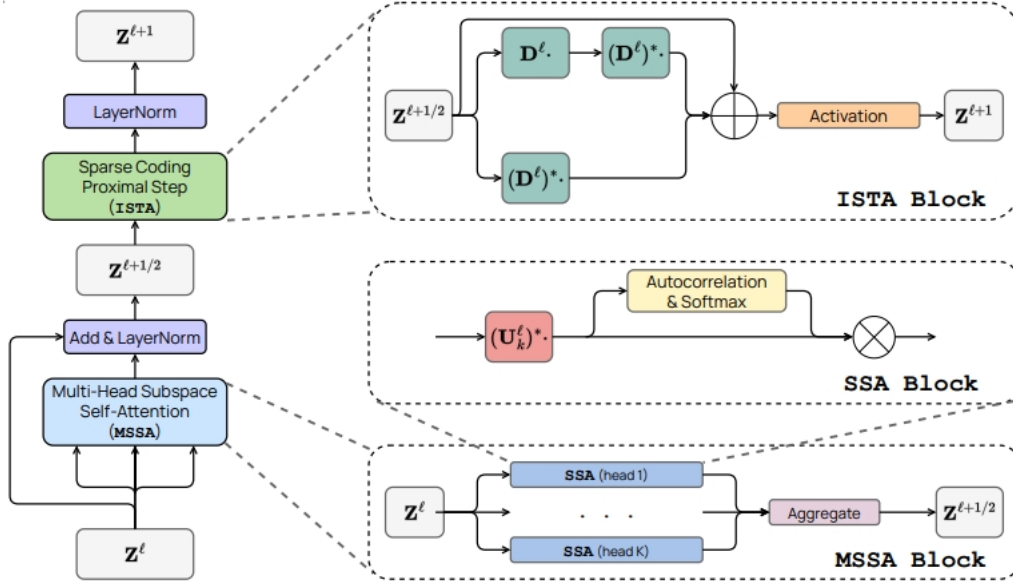 Z^{ℓ+1}
LayerNorm
Sparse Coding
Proximal Step
(ISTA)
Z^{ℓ+1/2}
Add & LayerNorm
Multi-Head Subspace
Self-Attention
(MSSA)
Z^ℓ
Z^{ℓ+1/2}
D^ℓ·
(D^ℓ)*·
(D^ℓ)*·
Activation
Z^{ℓ+1}
ISTA Block
(U_k^ℓ)*·
Autocorrelation
& Softmax
SSA Block
Z^ℓ
SSA (head 1)
. . .
SSA (head K)
Aggregate
Z^{ℓ+1/2}
MSSA Block